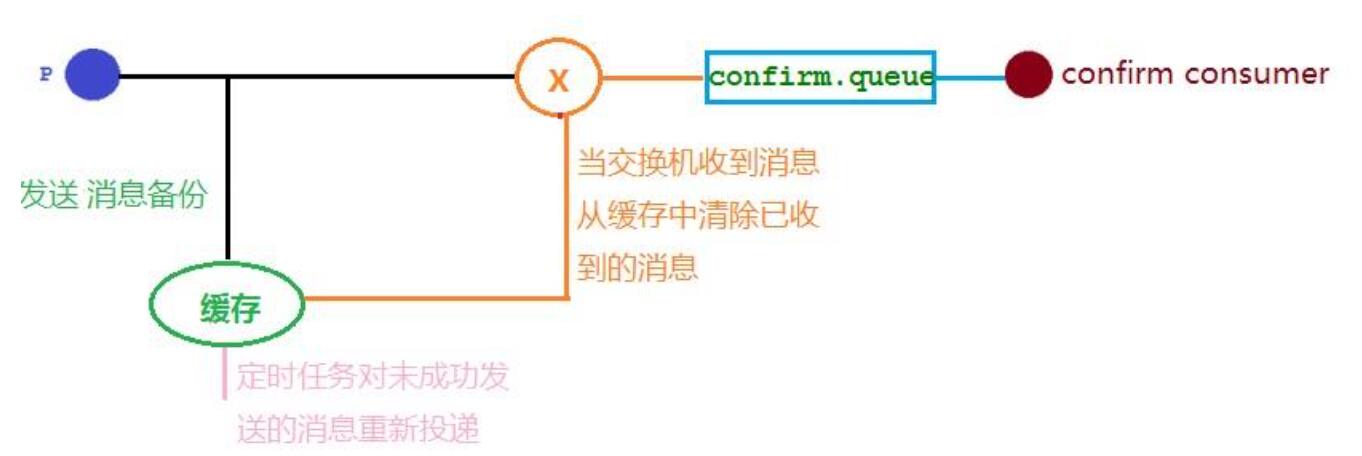 P
X
confirm.queue
confirm consumer
发送 消息备份
当交换机收到消息
从缓存中清除已收
到的消息
缓存
定时任务对未成功发
送的消息重新投递